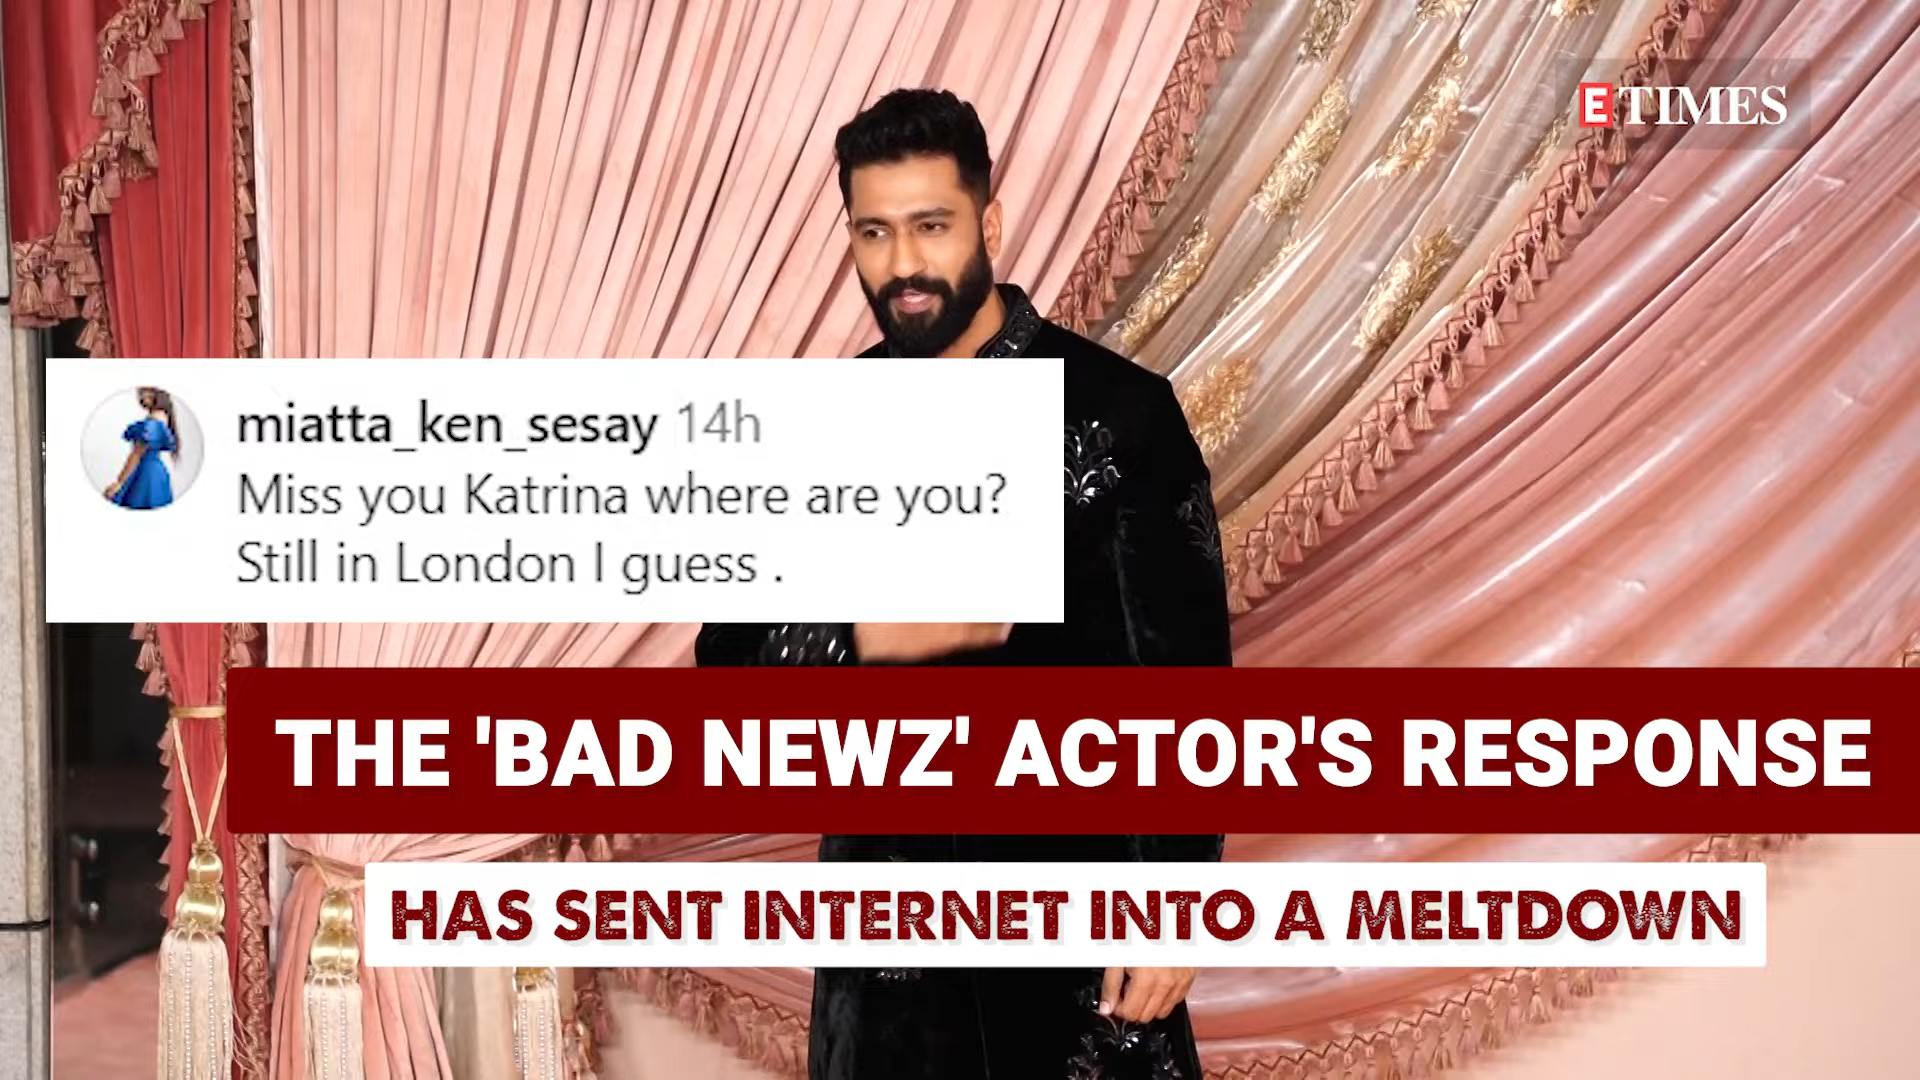 ETIMES
miatta_ken_sesay 14h
Miss you Katrina where are you?
Still in London I guess .
THE 'BAD NEWZ' ACTOR'S RESPONSE
HAS SENT INTERNET INTO A MELTDOWN